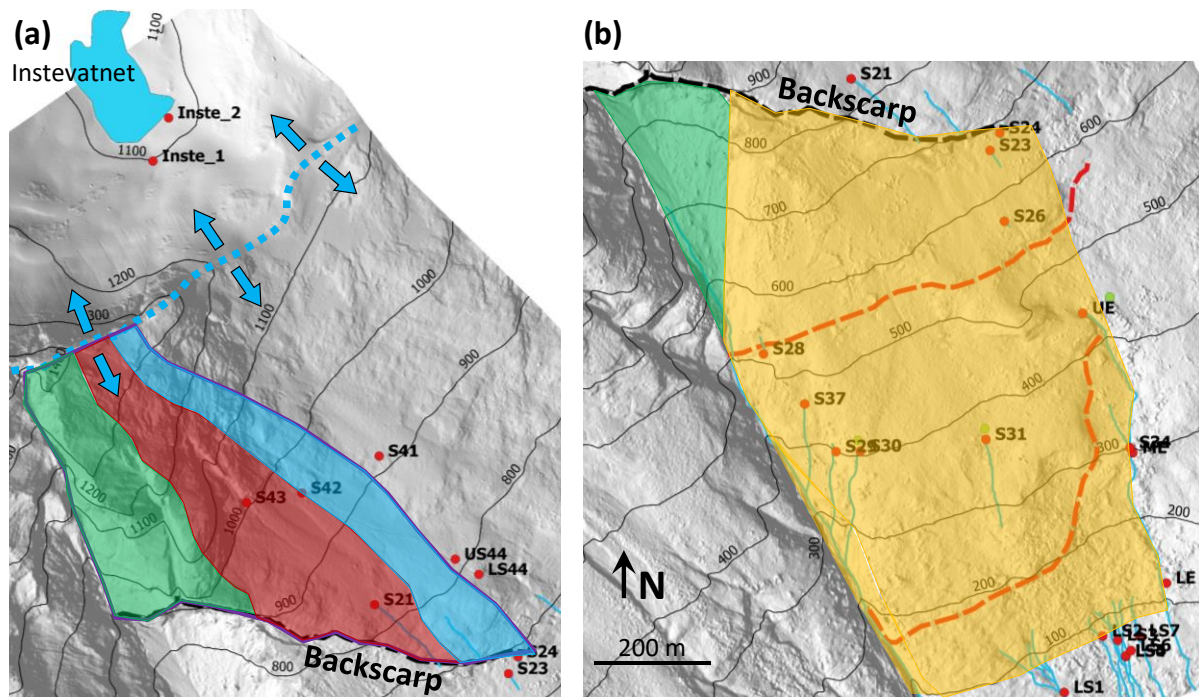 (a)
1100
Instevatnet
Inste_2
1100
Inste_1
1200
300
1100
1000
900
S41
800
S42
S43
1000
1200
1100
US44
LS44
S21
900
800
Backscarp
S24
S23
(b)
900
S21
Backscarp
600
S24
S23
800
500
700
S26
600
UE
500
S28
400
S37
S31
S29
S30
300
S24
200
300
400
N
200
LE
100
200 m
LS2
LS7
LS1